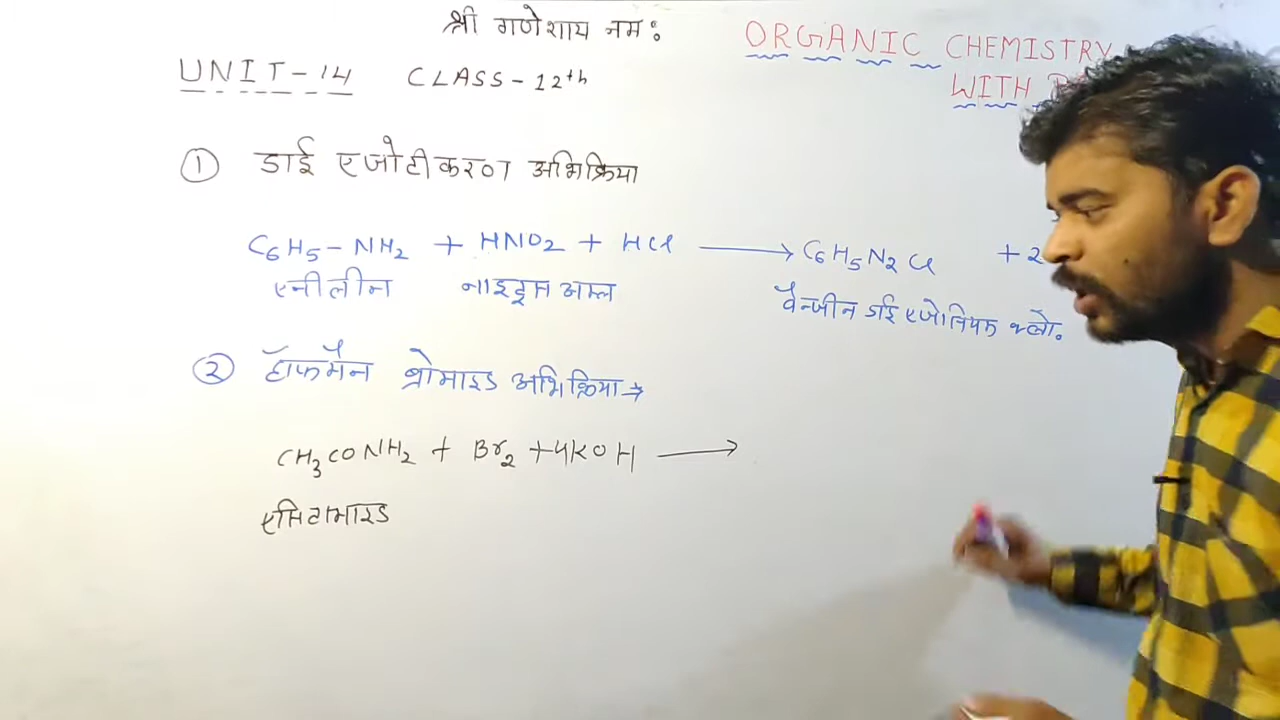 श्री गणेशाय नमः
ORGANIC CHEMISTRY
WITH
UNIT-14 CLASS-12th
① डाई एजोटीकरण अभिक्रिया
C6H5-NH2 + HNO2 + HCl ⟶ C6H5N2Cl + 2
एनीलीन नाइट्रस अम्ल वैन्जीन डाई एजोनियम क्लो.
② हॉफमैन ब्रोमाइड अभिक्रिया→
CH3CONH2 + Br2 +4KOH ⟶
एसिटामाइड